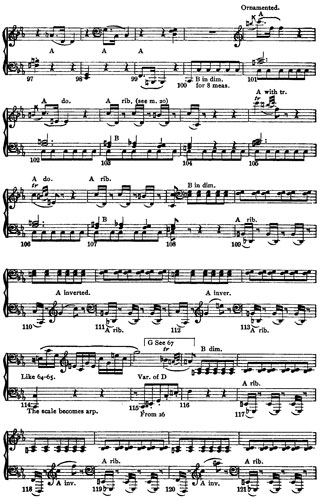 Ornamented.
A
A A A
97 98 99 100 101
B in dim.
for 8 meas.
A with tr.
A do. A rib. (see m. 20)
tr
B
102 103 104 105
A do. A rib.
tr
B in dim.
B
A rib.
106 107 108 109
A inverted. A inver.
110 111 112 113
A rib. A rib.
G See 67
tr B dim.
Like 64-65. Var. of D
114 115 116 117
The scale becomes arp. From 26 A rib.
118 119 120 121
A inv. A rib. A inv. A rib.